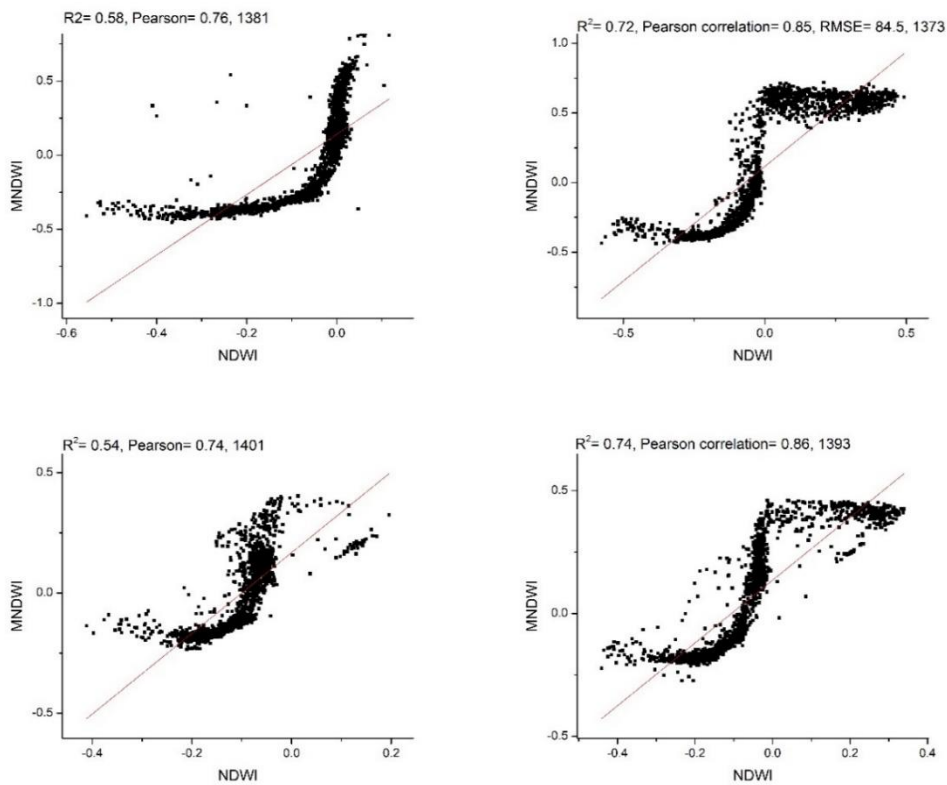 R2= 0.58, Pearson= 0.76, 1381
0.5
0.0
-0.5
-1.0
MNDWI
-0.6
-0.4
-0.2
0.0
NDWI
R²= 0.72, Pearson correlation= 0.85, RMSE= 84.5, 1373
1.0
0.5
0.0
-0.5
MNDWI
-0.5
0.0
0.5
NDWI
R²= 0.54, Pearson= 0.74, 1401
0.5
0.0
-0.5
MNDWI
-0.4
-0.2
0.0
0.2
NDWI
R²= 0.74, Pearson correlation= 0.86, 1393
0.5
0.0
-0.5
MNDWI
-0.4
-0.2
0.0
0.2
0.4
NDWI